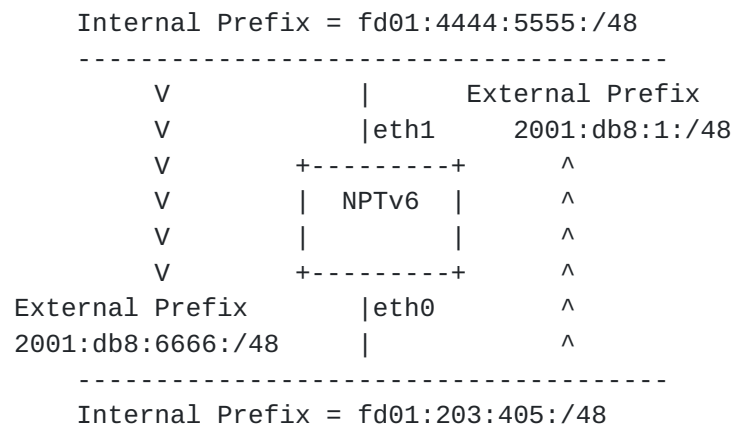 Internal Prefix = fd01:4444:5555:/48
---------------------------------------
V | External Prefix
V |eth1 2001:db8:1:/48
V +---------+ ^
V | NPTv6 | ^
V | | ^
V +---------+ ^
External Prefix |eth0 ^
2001:db8:6666:/48 | ^
---------------------------------------
Internal Prefix = fd01:203:405:/48